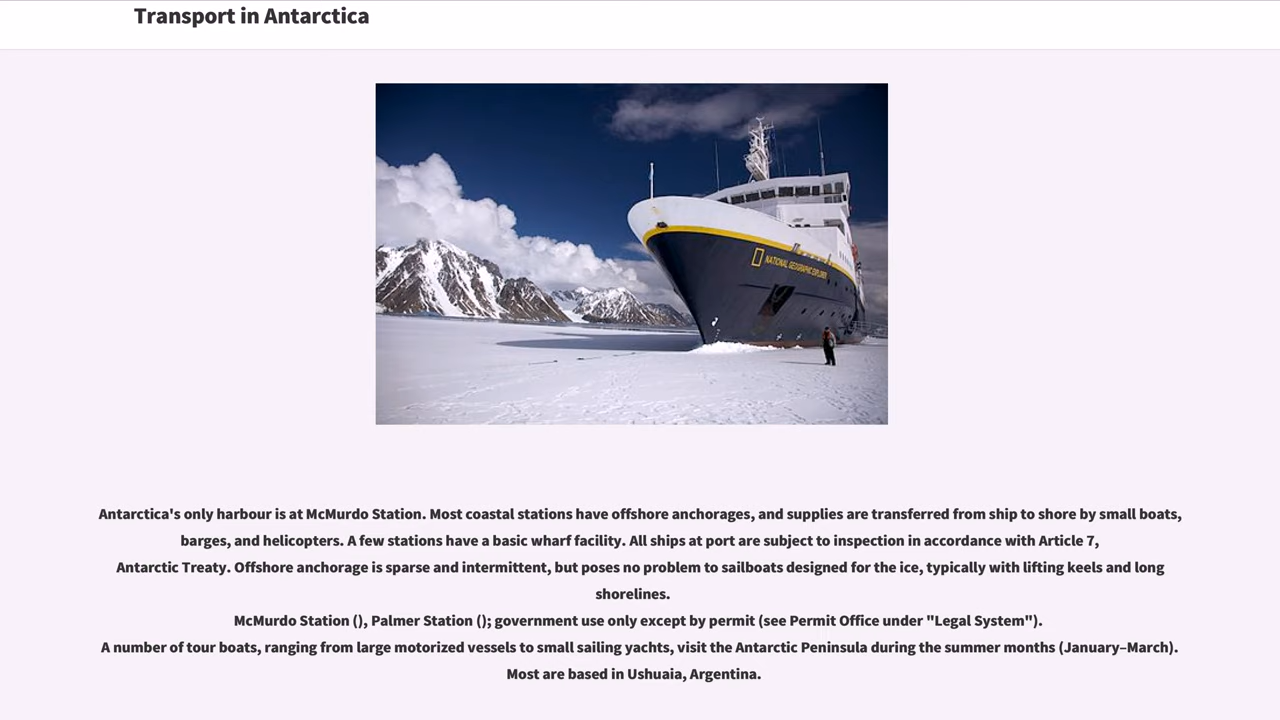 Transport in Antarctica
NATIONAL GEOGRAPHIC EXPLORER
Antarctica's only harbour is at McMurdo Station. Most coastal stations have offshore anchorages, and supplies are transferred from ship to shore by small boats,
barges, and helicopters. A few stations have a basic wharf facility. All ships at port are subject to inspection in accordance with Article 7,
Antarctic Treaty. Offshore anchorage is sparse and intermittent, but poses no problem to sailboats designed for the ice, typically with lifting keels and long
shorelines.
McMurdo Station (), Palmer Station (); government use only except by permit (see Permit Office under "Legal System").
A number of tour boats, ranging from large motorized vessels to small sailing yachts, visit the Antarctic Peninsula during the summer months (January–March).
Most are based in Ushuaia, Argentina.